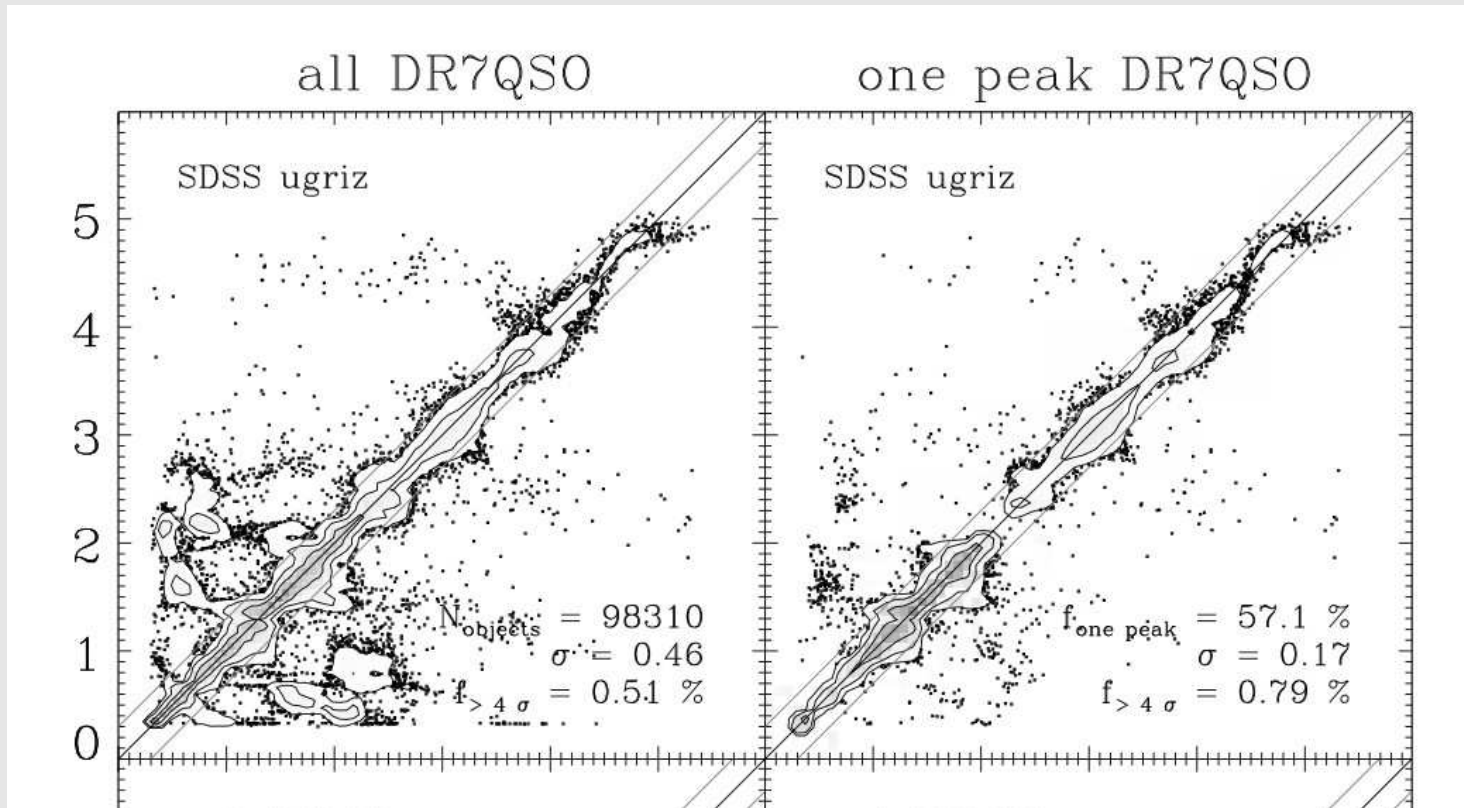 all DR7QSO
one peak DR7QSO
SDSS ugriz
SDSS ugriz
5
4
3
2
1
0
N_objects = 98310
σ = 0.46
f_> 4 σ = 0.51 %
f_one peak = 57.1 %
σ = 0.17
f_> 4 σ = 0.79 %